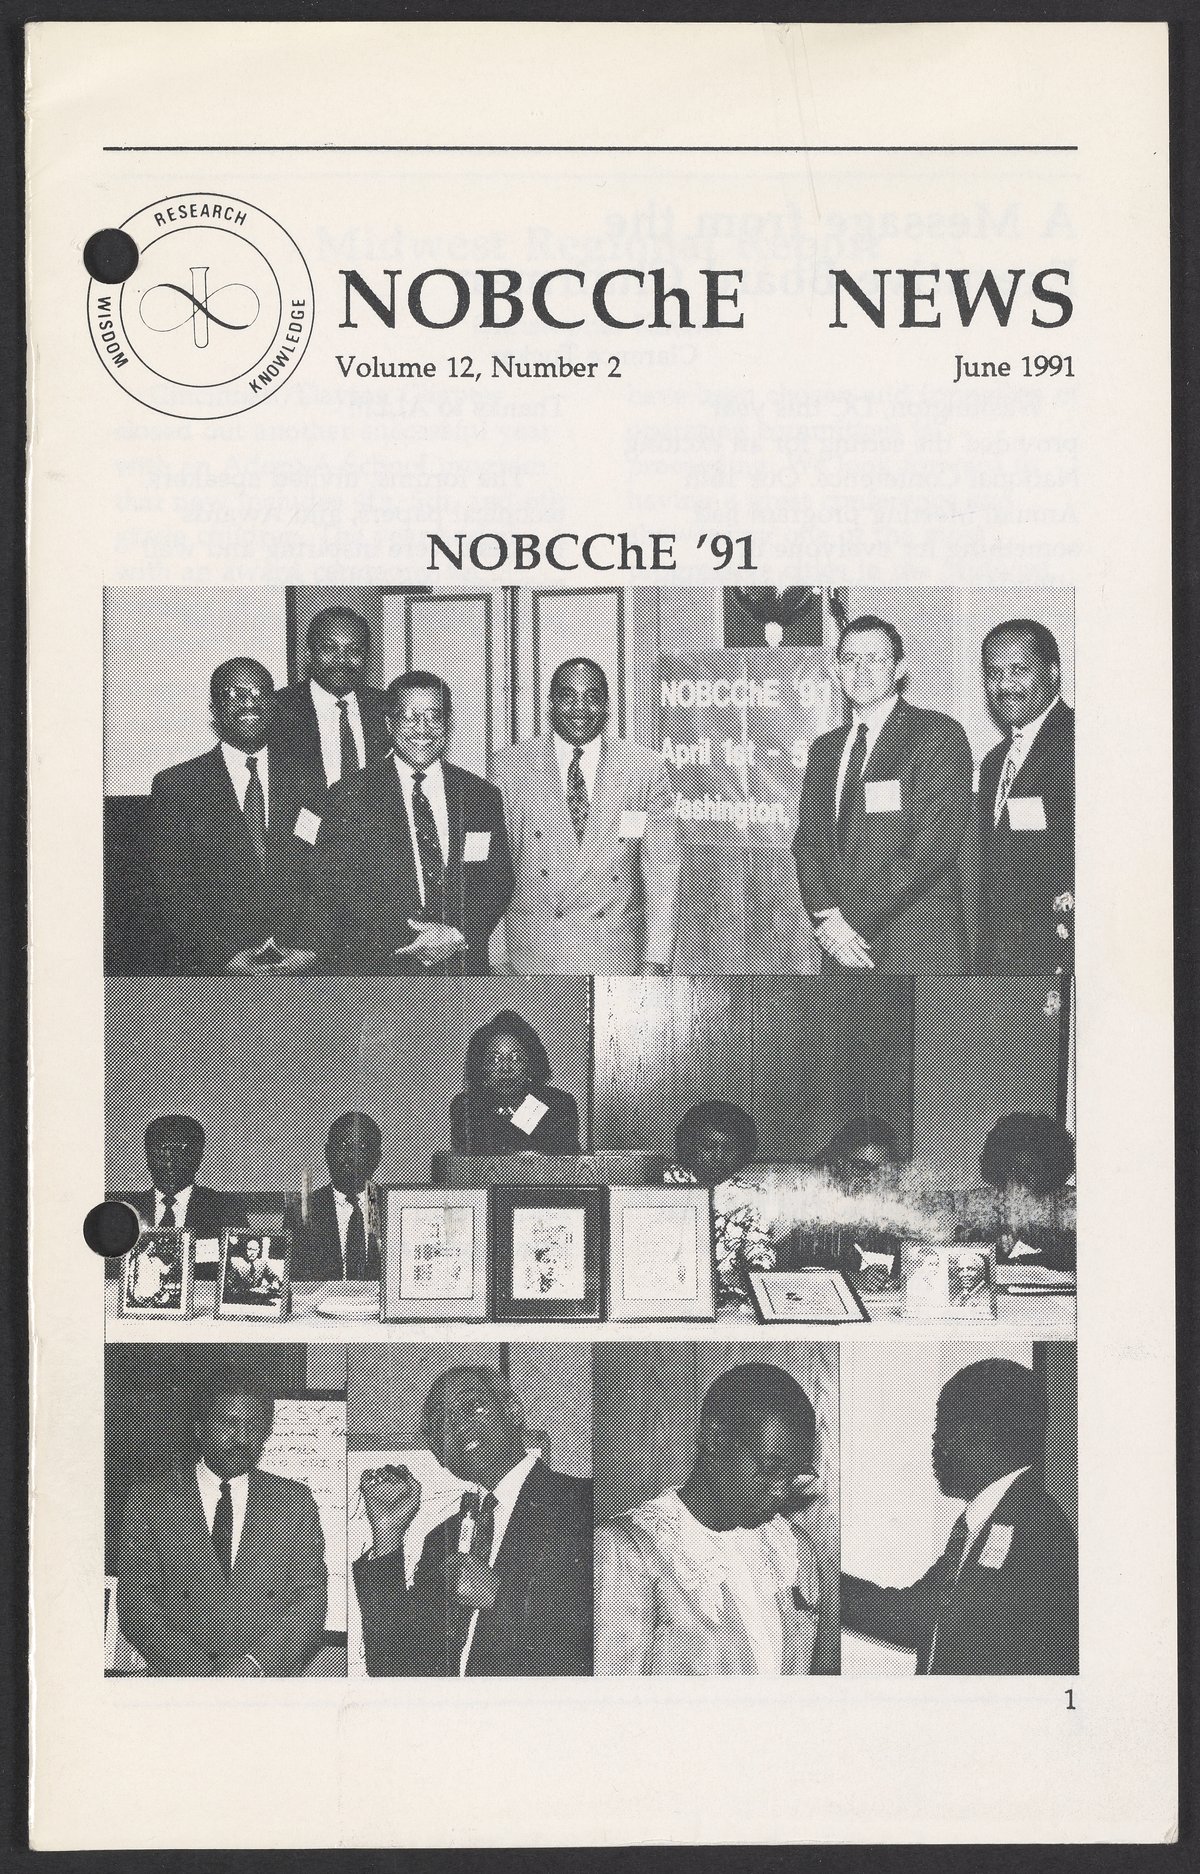 RESEARCH
WISDOM
KNOWLEDGE
NOBCChE NEWS
Volume 12, Number 2 June 1991
NOBCChE '91
NOBCChE '91
April 1st - 5
Washington,
1